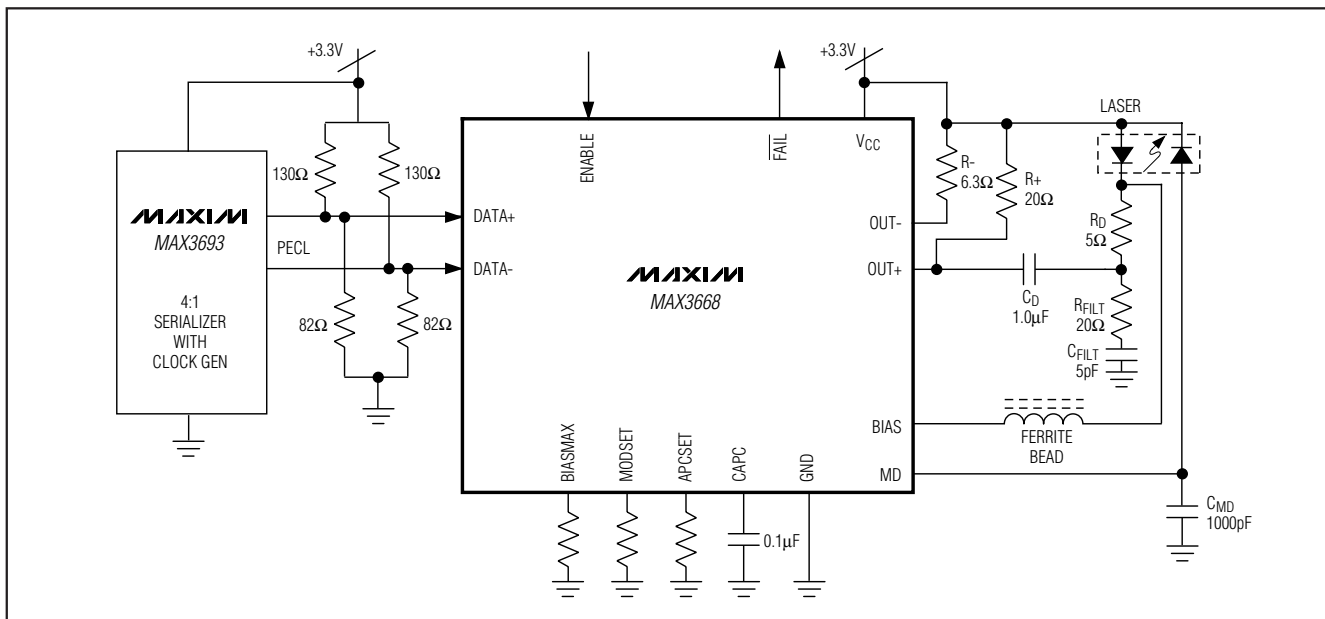 +3.3V
+3.3V
LASER
ENABLE
FAIL
VCC
130Ω
130Ω
R-
6.3Ω
R+
20Ω
MAXIM
MAX3693
DATA+
OUT-
RD
5Ω
PECL
DATA-
OUT+
MAXIM
MAX3668
CD
1.0µF
4:1
SERIALIZER
WITH
CLOCK GEN
82Ω
82Ω
RFILT
20Ω
CFILT
5pF
BIAS
FERRITE
BEAD
BIASMAX
MODSET
APCSET
CAPC
GND
MD
CMD
1000pF
0.1µF